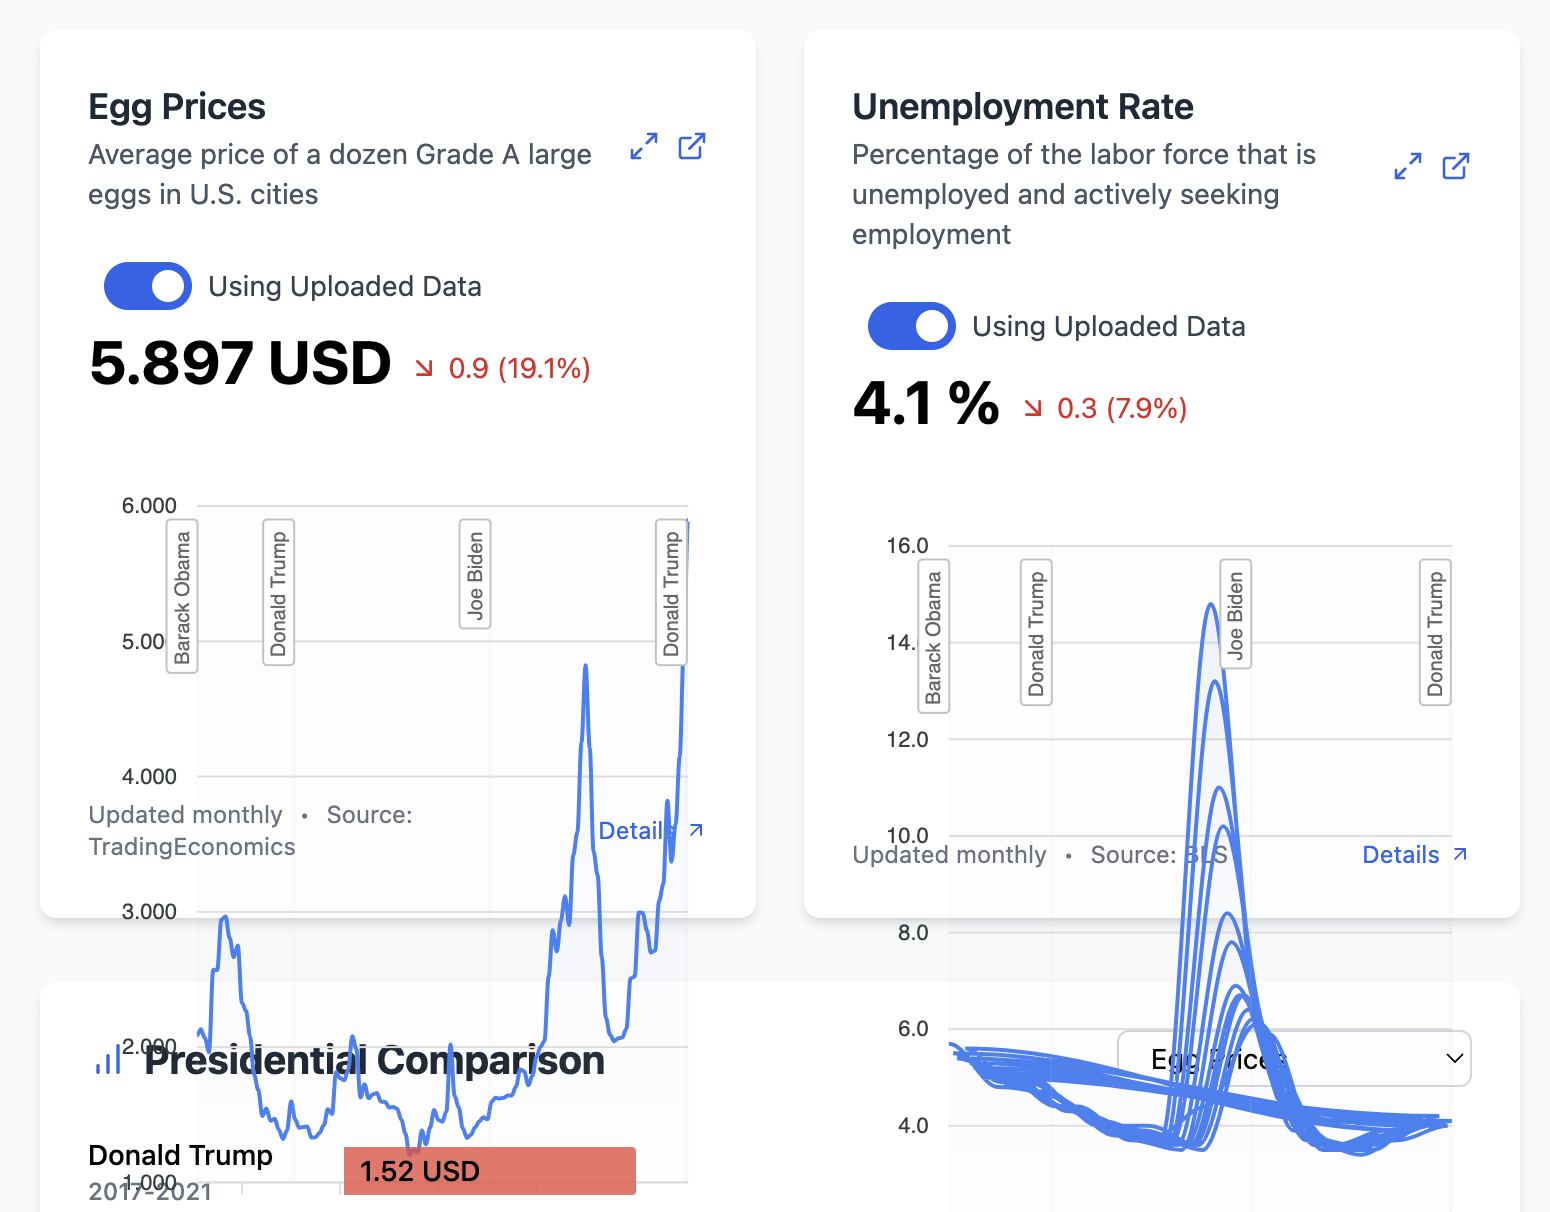 Egg Prices
Average price of a dozen Grade A large
eggs in U.S. cities
Using Uploaded Data
5.897 USD
0.9 (19.1%)
6.000
5.00
4.000
3.000
2.000
1.000
Barack Obama
Donald Trump
Joe Biden
Donald Trump
Updated monthly • Source:
TradingEconomics
Details
Unemployment Rate
Percentage of the labor force that is
unemployed and actively seeking
employment
Using Uploaded Data
4.1 %
0.3 (7.9%)
16.0
14.
12.0
10.0
8.0
6.0
4.0
Barack Obama
Donald Trump
Joe Biden
Donald Trump
Updated monthly • Source: BLS
Details
Presidential Comparison
Egg Prices
Donald Trump
2017-2021
1.52 USD